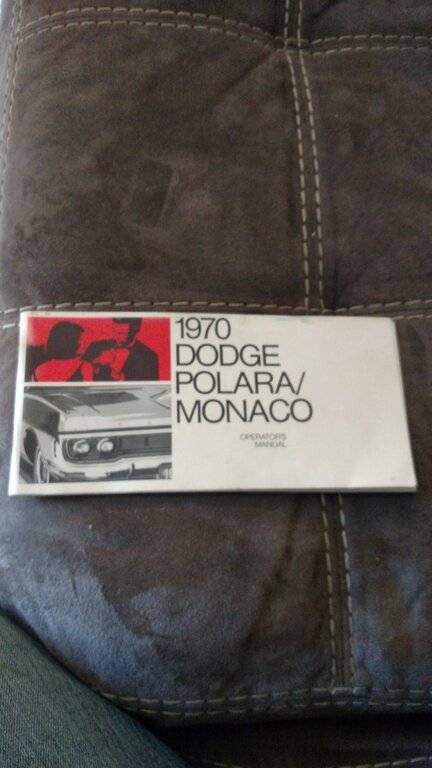 1970
DODGE
POLARA/
MONACO
OPERATOR'S
MANUAL